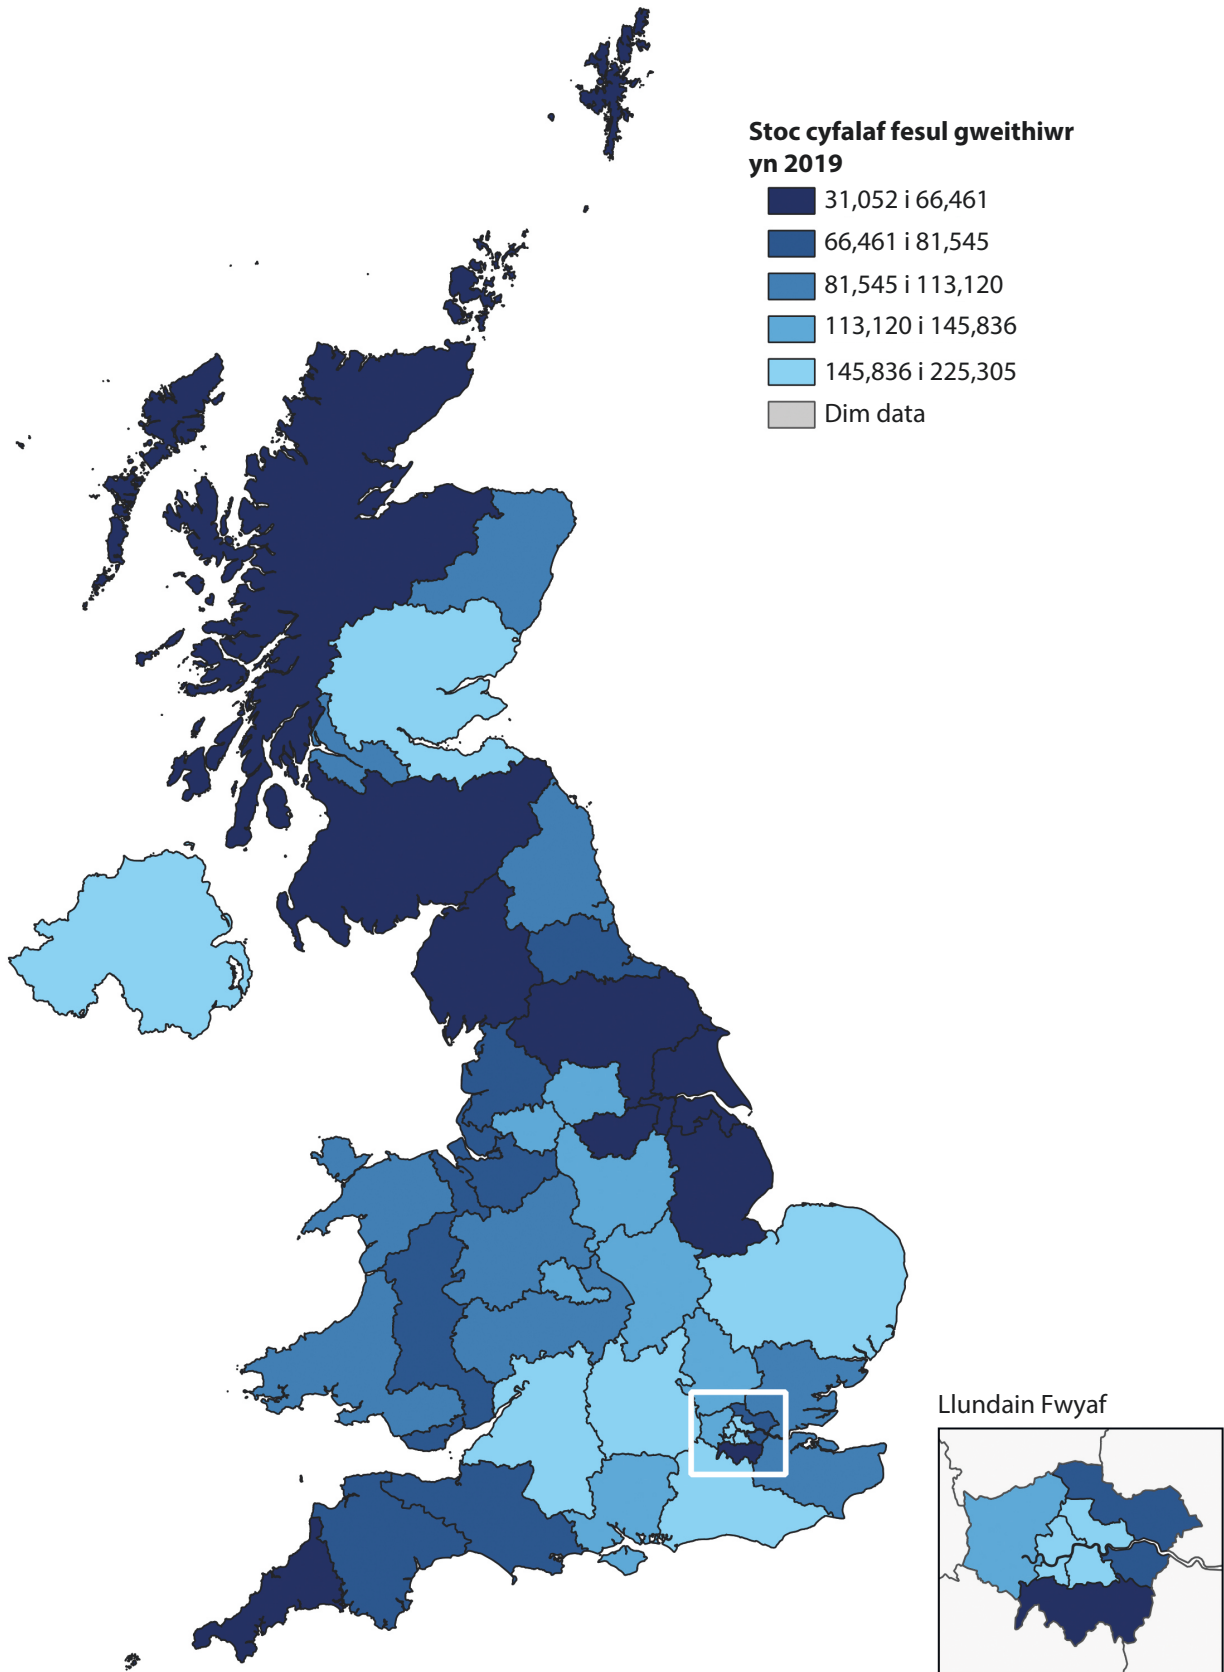 Stoc cyfalaf fesul gweithiwr
yn 2019
31,052 i 66,461
66,461 i 81,545
81,545 i 113,120
113,120 i 145,836
145,836 i 225,305
Dim data
Llundain Fwyaf